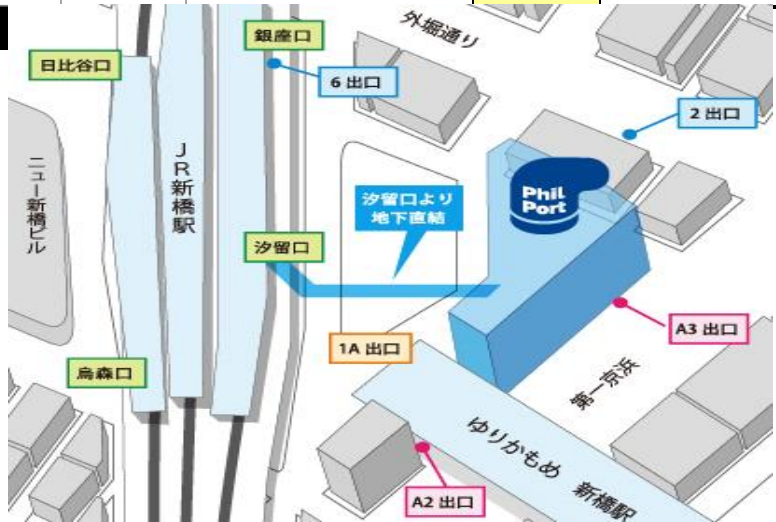 外堀通り
銀座口
日比谷口
6 出口
2 出口
JR新橋駅
ニュー新橋ビル
Phil
Port
汐留口より
地下直結
汐留口
A3 出口
1A 出口
烏森口
ゆりかもめ 新橋駅
A2 出口